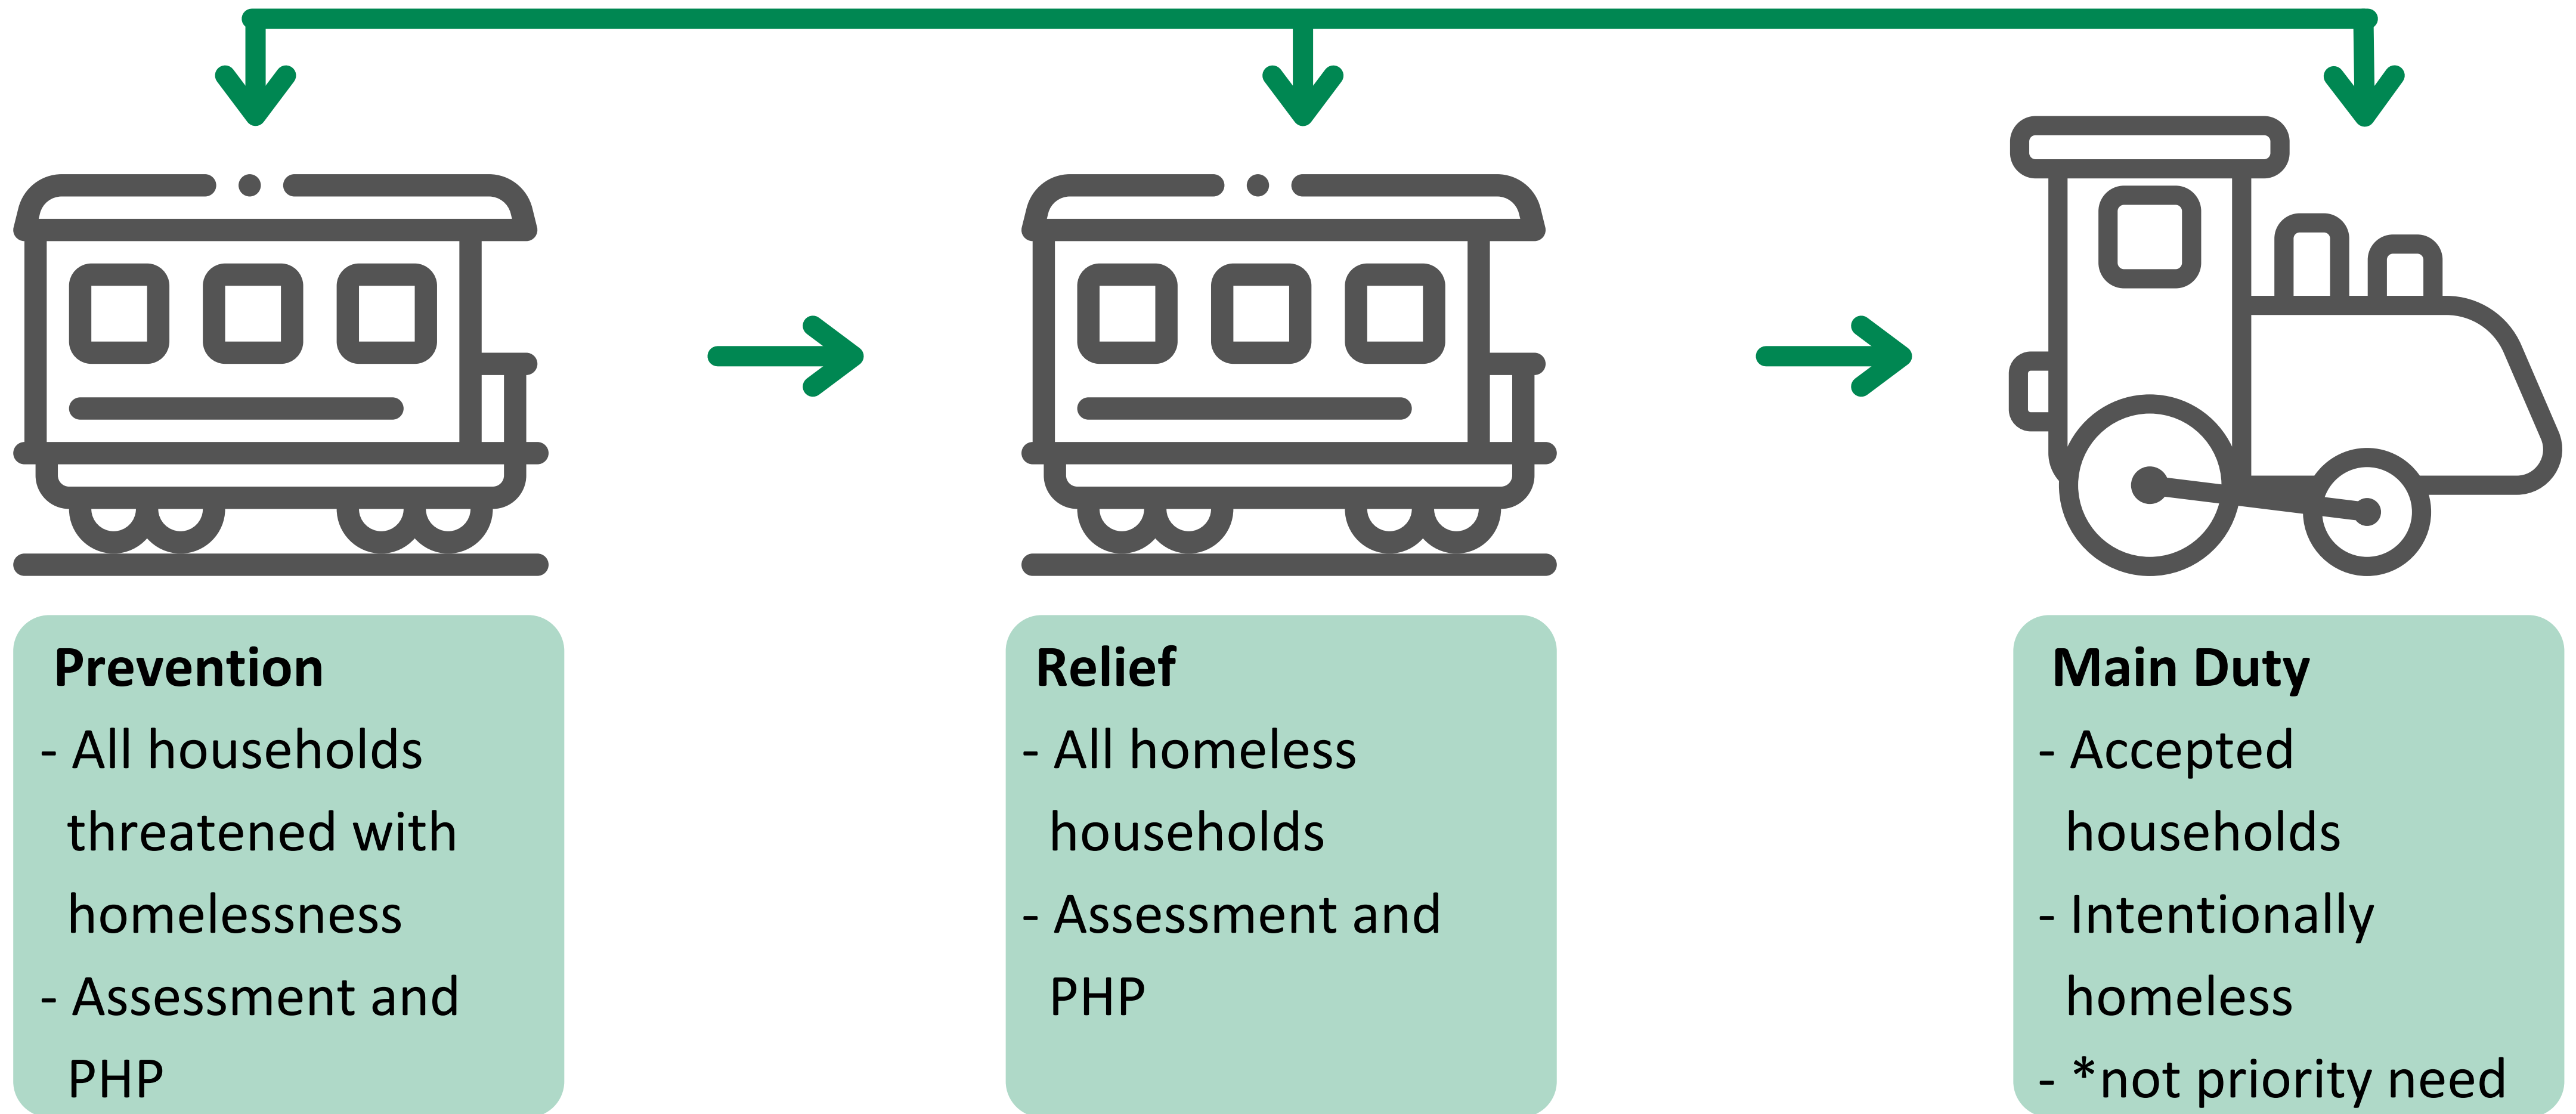 Prevention
- All households
threatened with
homelessness
- Assessment and
PHP
Relief
- All homeless
households
- Assessment and
PHP
Main Duty
- Accepted
households
- Intentionally
homeless
- *not priority need